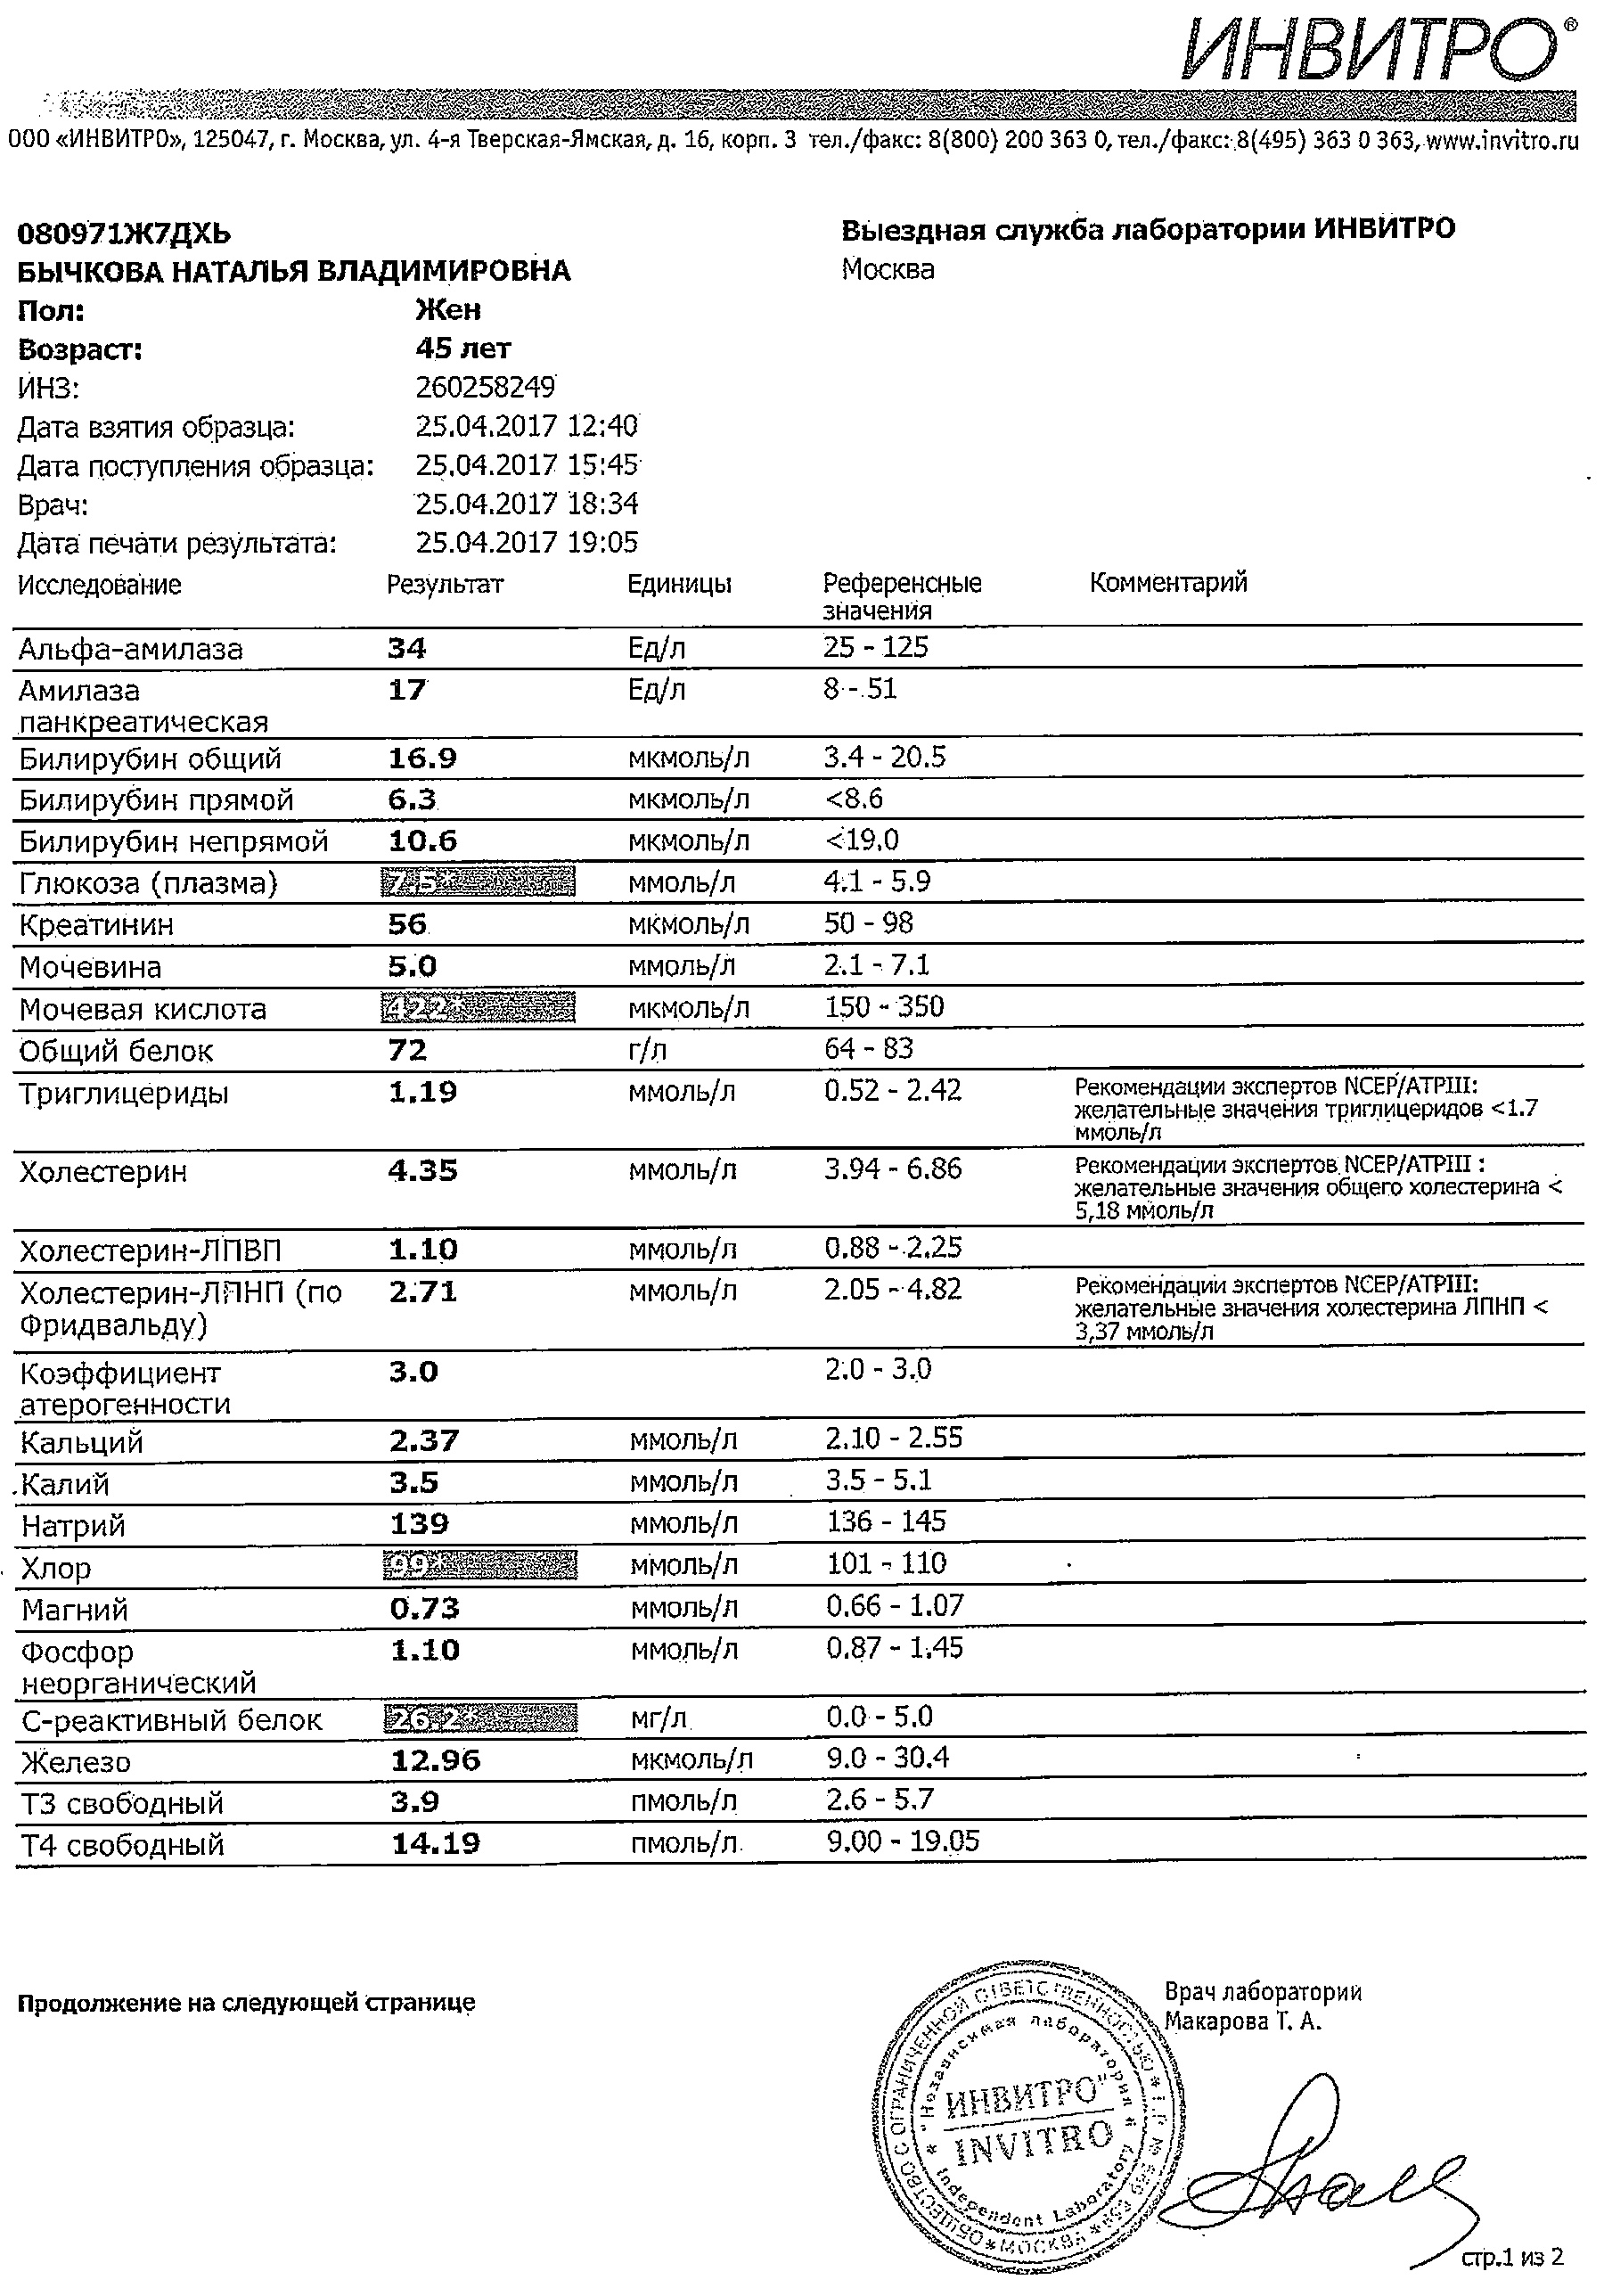 ИНВИТРО®
ООО «ИНВИТРО», 125047, г. Москва, ул. 4-я Тверская-Ямская, д. 16, корп. 3 тел./факс: 8(800) 200 363 0, тел./факс: 8(495) 363 0 363, www.invitro.ru
080971Ж7ДХЬ
БЫЧКОВА НАТАЛЬЯ ВЛАДИМИРОВНА
Пол: Жен
Возраст: 45 лет
ИНЗ: 260258249
Дата взятия образца: 25.04.2017 12:40
Дата поступления образца: 25.04.2017 15:45
Врач: 25.04.2017 18:34
Дата печати результата: 25.04.2017 19:05
Выездная служба лаборатории ИНВИТРО
Москва
Исследование Результат Единицы Референсные Комментарий
значения
Альфа-амилаза 34 Ед/л 25 - 125
Амилаза 17 Ед/л 8 - 51
панкреатическая
Билирубин общий 16.9 мкмоль/л 3.4 - 20.5
Билирубин прямой 6.3 мкмоль/л <8.6
Билирубин непрямой 10.6 мкмоль/л <19.0
Глюкоза (плазма) 7.5* ммоль/л 4.1 - 5.9
Креатинин 56 мкмоль/л 50 - 98
Мочевина 5.0 ммоль/л 2.1 - 7.1
Мочевая кислота 422* мкмоль/л 150 - 350
Общий белок 72 г/л 64 - 83
Триглицериды 1.19 ммоль/л 0.52 - 2.42 Рекомендации экспертов NCEP/ATPIII:
желательные значения триглицеридов <1.7
ммоль/л
Холестерин 4.35 ммоль/л 3.94 - 6.86 Рекомендации экспертов NCEP/ATPIII :
желательные значения общего холестерина <
5,18 ммоль/л
Холестерин-ЛПВП 1.10 ммоль/л 0.88 - 2.25
Холестерин-ЛПНП (по 2.71 ммоль/л 2.05 - 4.82 Рекомендации экспертов NCEP/ATPIII:
Фридвальду) желательные значения холестерина ЛПНП <
3,37 ммоль/л
Коэффициент 3.0 2.0 - 3.0
атерогенности
Кальций 2.37 ммоль/л 2.10 - 2.55
Калий 3.5 ммоль/л 3.5 - 5.1
Натрий 139 ммоль/л 136 - 145
Хлор 99* ммоль/л 101 - 110
Магний 0.73 ммоль/л 0.66 - 1.07
Фосфор 1.10 ммоль/л 0.87 - 1.45
неорганический
С-реактивный белок 26.2* мг/л 0.0 - 5.0
Железо 12.96 мкмоль/л 9.0 - 30.4
Т3 свободный 3.9 пмоль/л 2.6 - 5.7
Т4 свободный 14.19 пмоль/л 9.00 - 19.05
Продолжение на следующей странице
Врач лаборатории
Макарова Т. А.
ОБЩЕСТВО С ОГРАНИЧЕННОЙ ОТВЕТСТВЕННОСТЬЮ * МОСКВА *
"Независимая лаборатория
ИНВИТРО"
INVITRO
Independent Laboratory
стр.1 из 2